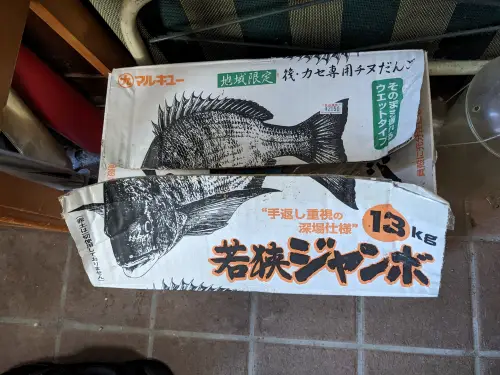 マルキユー
地域限定
筏・カセ専用チヌだんご
そのまま使える
ウエットタイプ
"手返し重視の
深場仕様"
13kg
若狭ジャンボ